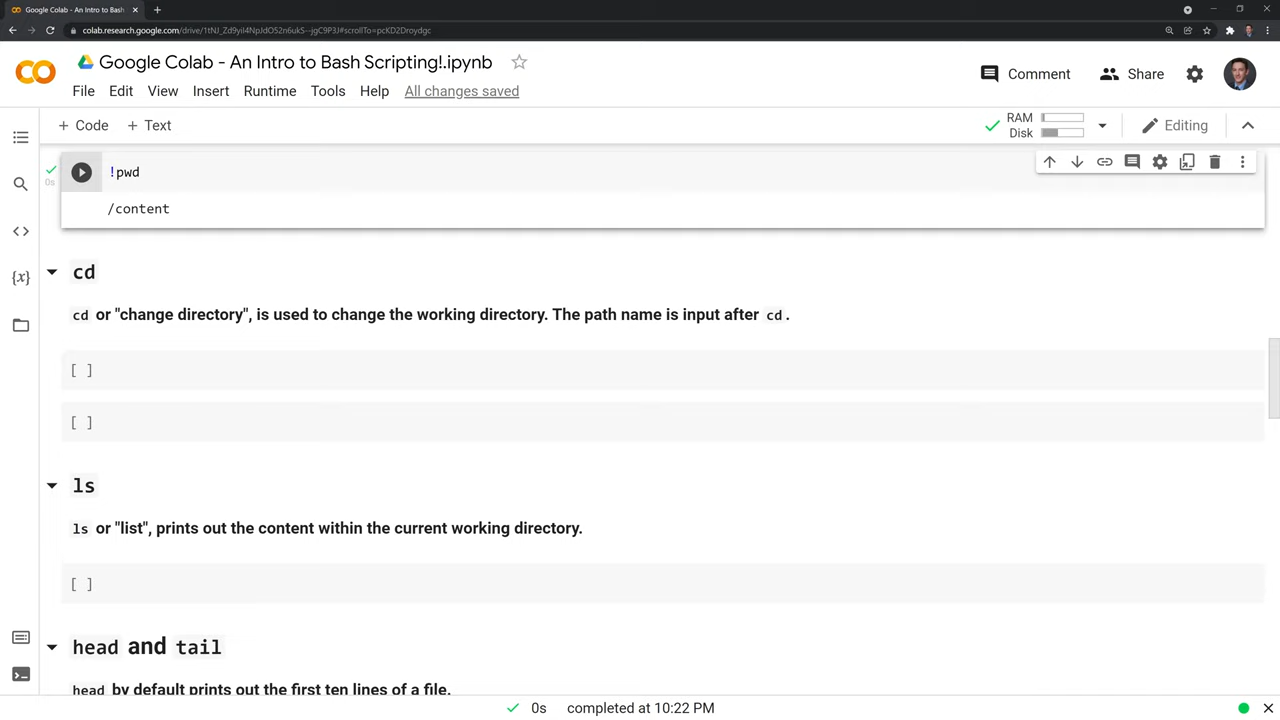 Google Colab - An Intro to Bash
colab.research.google.com/drive/1tNJ_Zd9yil4NpJdO52n6ukS--jgC9P3J#scrollTo=pcKD2Droydgc
Google Colab - An Intro to Bash Scripting!.ipynb
Comment
Share
File Edit View Insert Runtime Tools Help All changes saved
+ Code + Text
RAM
Disk
Editing
0s
!pwd
/content
cd
cd or "change directory", is used to change the working directory. The path name is input after cd.
[ ]
[ ]
ls
ls or "list", prints out the content within the current working directory.
[ ]
head and tail
head by default prints out the first ten lines of a file.
0s completed at 10:22 PM